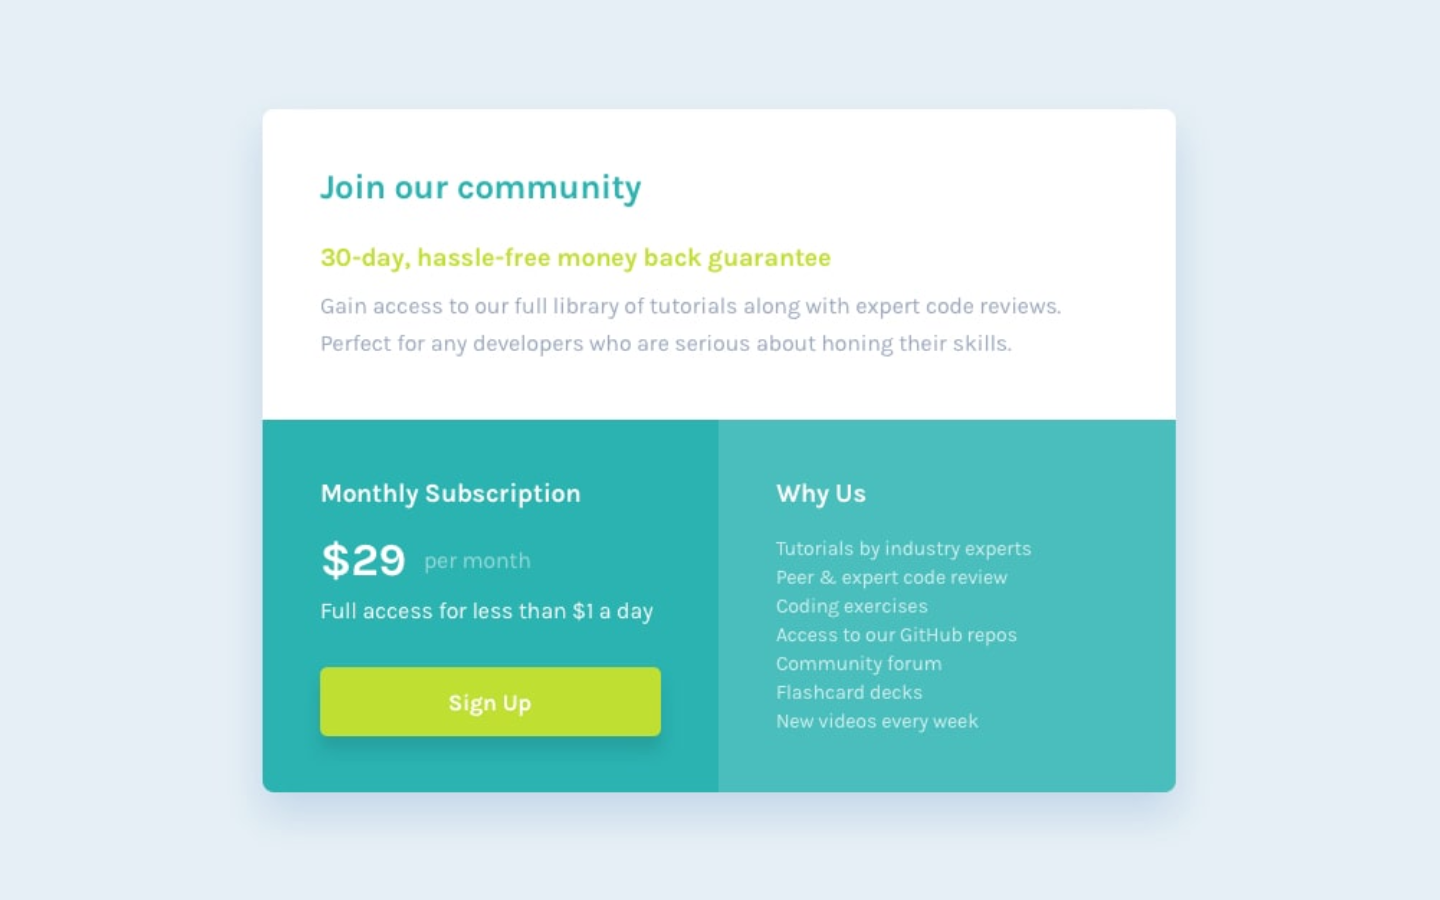 Join our community
30-day, hassle-free money back guarantee
Gain access to our full library of tutorials along with expert code reviews.
Perfect for any developers who are serious about honing their skills.
Monthly Subscription
$29 per month
Full access for less than $1 a day
Sign Up
Why Us
Tutorials by industry experts
Peer & expert code review
Coding exercises
Access to our GitHub repos
Community forum
Flashcard decks
New videos every week